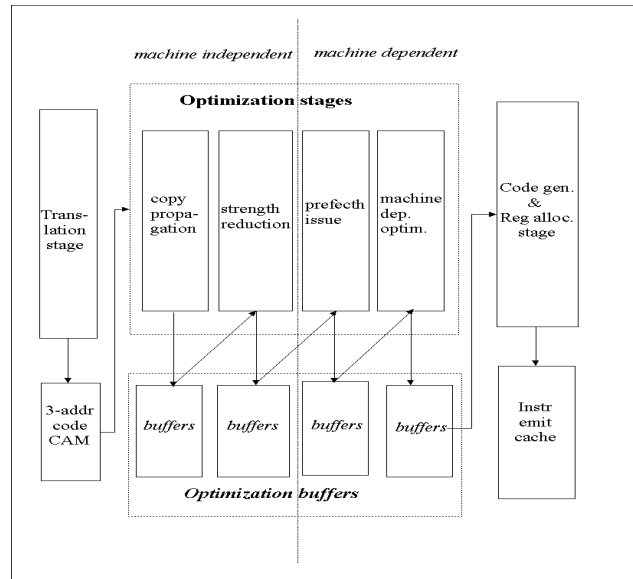 machine independent
machine dependent
Optimization stages
Trans-
lation
stage
copy
propa-
gation
strength
reduction
prefecth
issue
machine
dep.
optim.
Code gen.
&
Reg alloc.
stage
3-addr
code
CAM
buffers
buffers
buffers
buffers
Instr
emit
cache
Optimization buffers